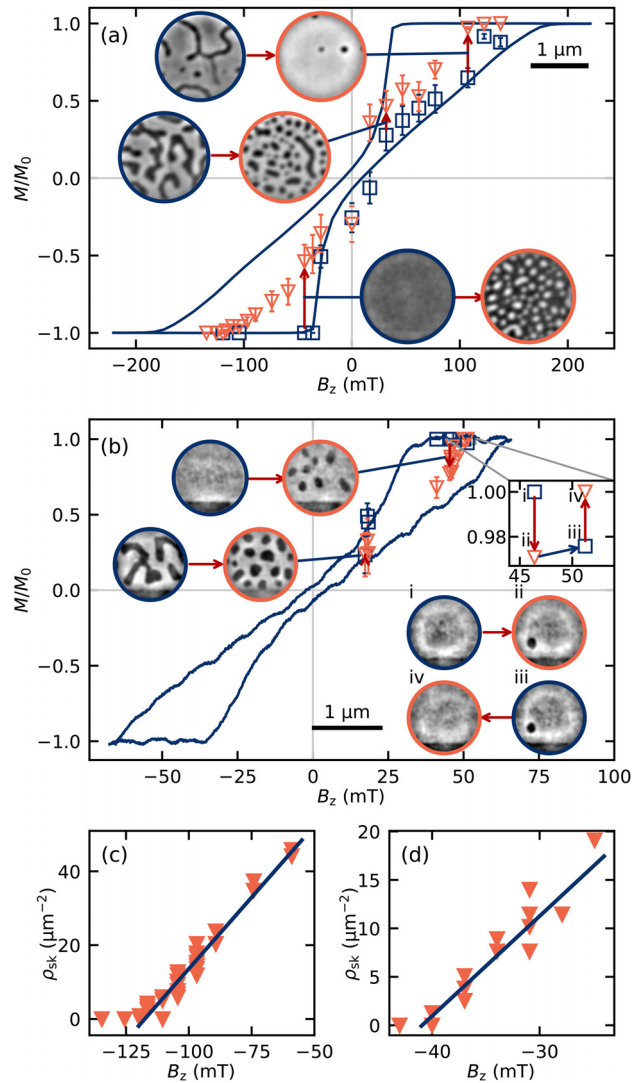 (a)
1 µm
1.0
0.5
0.0
−0.5
−1.0
M/M0
−200
−100
0
100
200
Bz (mT)
(b)
1.0
0.5
0.0
−0.5
−1.0
M/M0
1.00
0.98
i
ii
iii
iv
45
50
i
ii
iv
iii
1 µm
−50
−25
0
25
50
75
100
Bz (mT)
(c)
40
20
0
ρsk (µm−2)
−125
−100
−75
−50
Bz (mT)
(d)
20
15
10
5
0
ρsk (µm−2)
−40
−30
Bz (mT)